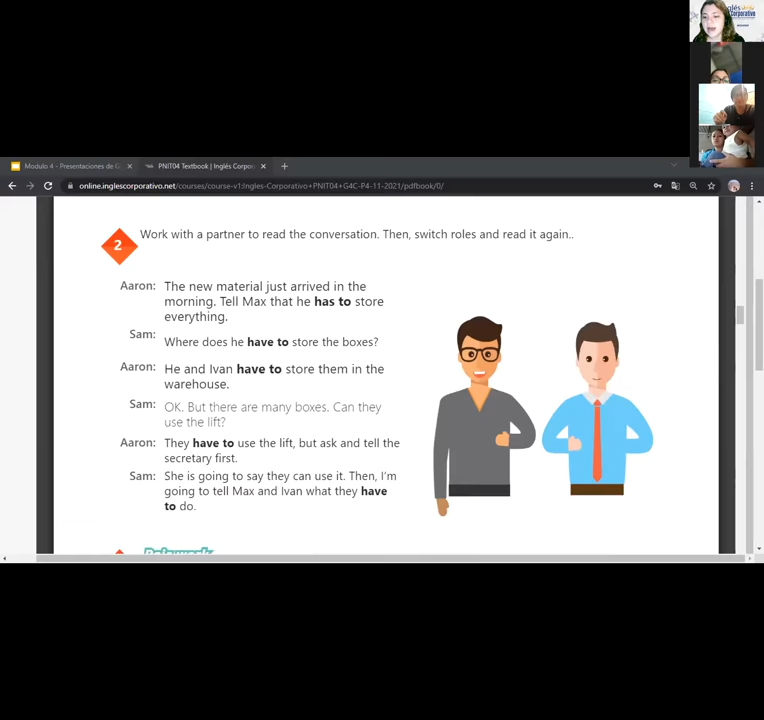 glés
Corporativo
Modulo 4 - Presentaciones de G
PNIT04 Textbook | Inglés Corpor
online.inglescorporativo.net/courses/course-v1:Ingles-Corporativo+PNIT04+G4C-P4-11-2021/pdfbook/0/
2
Work with a partner to read the conversation. Then, switch roles and read it again..
Aaron: The new material just arrived in the
morning. Tell Max that he has to store
everything.
Sam: Where does he have to store the boxes?
Aaron: He and Ivan have to store them in the
warehouse.
Sam: OK. But there are many boxes. Can they
use the lift?
Aaron: They have to use the lift, but ask and tell the
secretary first.
Sam: She is going to say they can use it. Then, I'm
going to tell Max and Ivan what they have
to do.